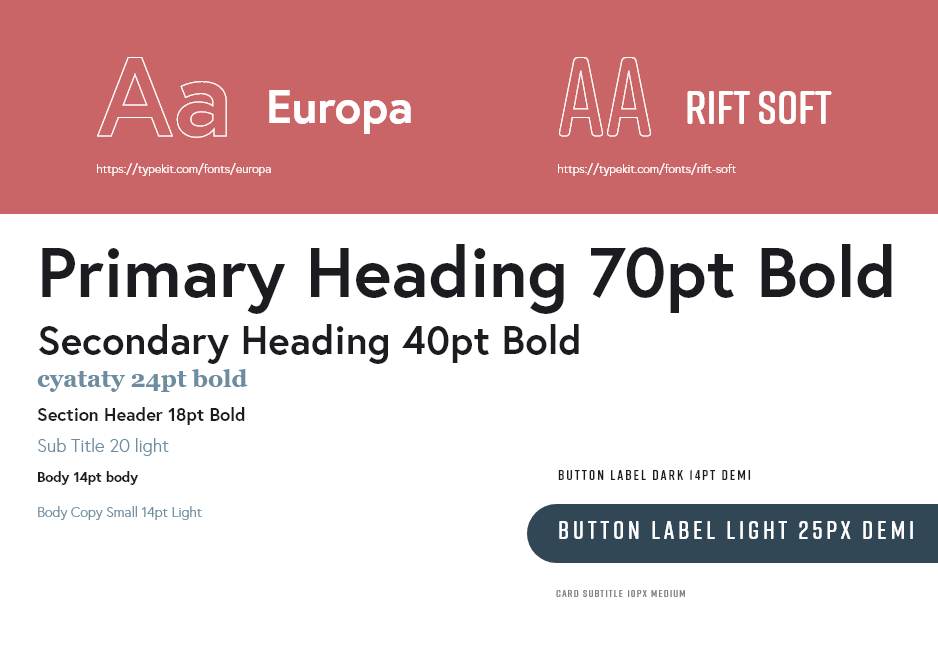 Aa Europa
https://typekit.com/fonts/europa
AA RIFT SOFT
https://typekit.com/fonts/rift-soft
Primary Heading 70pt Bold
Secondary Heading 40pt Bold
cyataty 24pt bold
Section Header 18pt Bold
Sub Title 20 light
Body 14pt body
Body Copy Small 14pt Light
BUTTON LABEL DARK 14PT DEMI
BUTTON LABEL LIGHT 25PX DEMI
CARD SUBTITLE 10PX MEDIUM